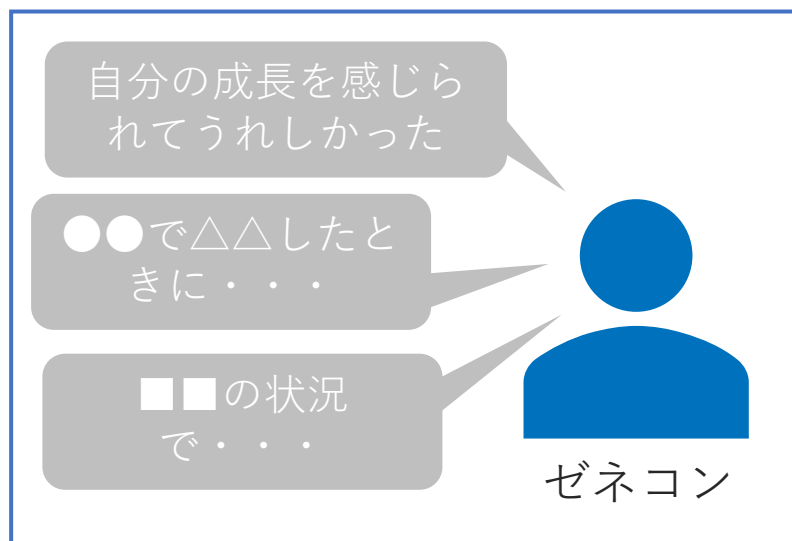 自分の成長を感じら
れてうれしかった
●●で△△したと
きに・・・
■■の状況
で・・・
ゼネコン